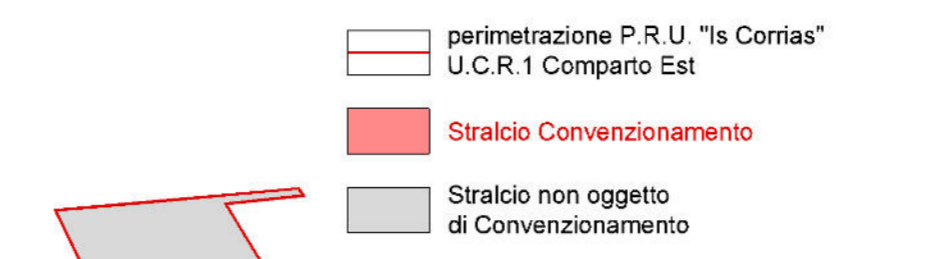 perimetrazione P.R.U. "Is Corrias"
U.C.R.1 Comparto Est
Stralcio Convenzionamento
Stralcio non oggetto
di Convenzionamento